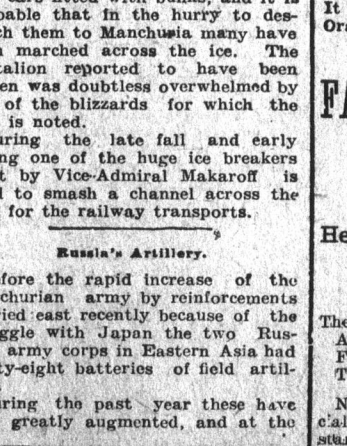 pable that in the hurry to des-
ch them to Manchuria many have
marched across the ice. The
talion reported to have been
en was doubtless overwhelmed by
of the blizzards for which the
is noted.
uring the late fall and early
ng one of the huge ice breakers
t by Vice-Admiral Makaroff is
d to smash a channel across the
for the railway transports.
Russia's Artillery.
fore the rapid increase of the
churian army by reinforcements
ried east recently because of the
ggle with Japan the two Rus-
army corps in Eastern Asia had
ty-eight batteries of field artil-
uring the past year these have
greatly augmented, and at the
It
Or
FA
He
The
A
F
T
N
cial
sta